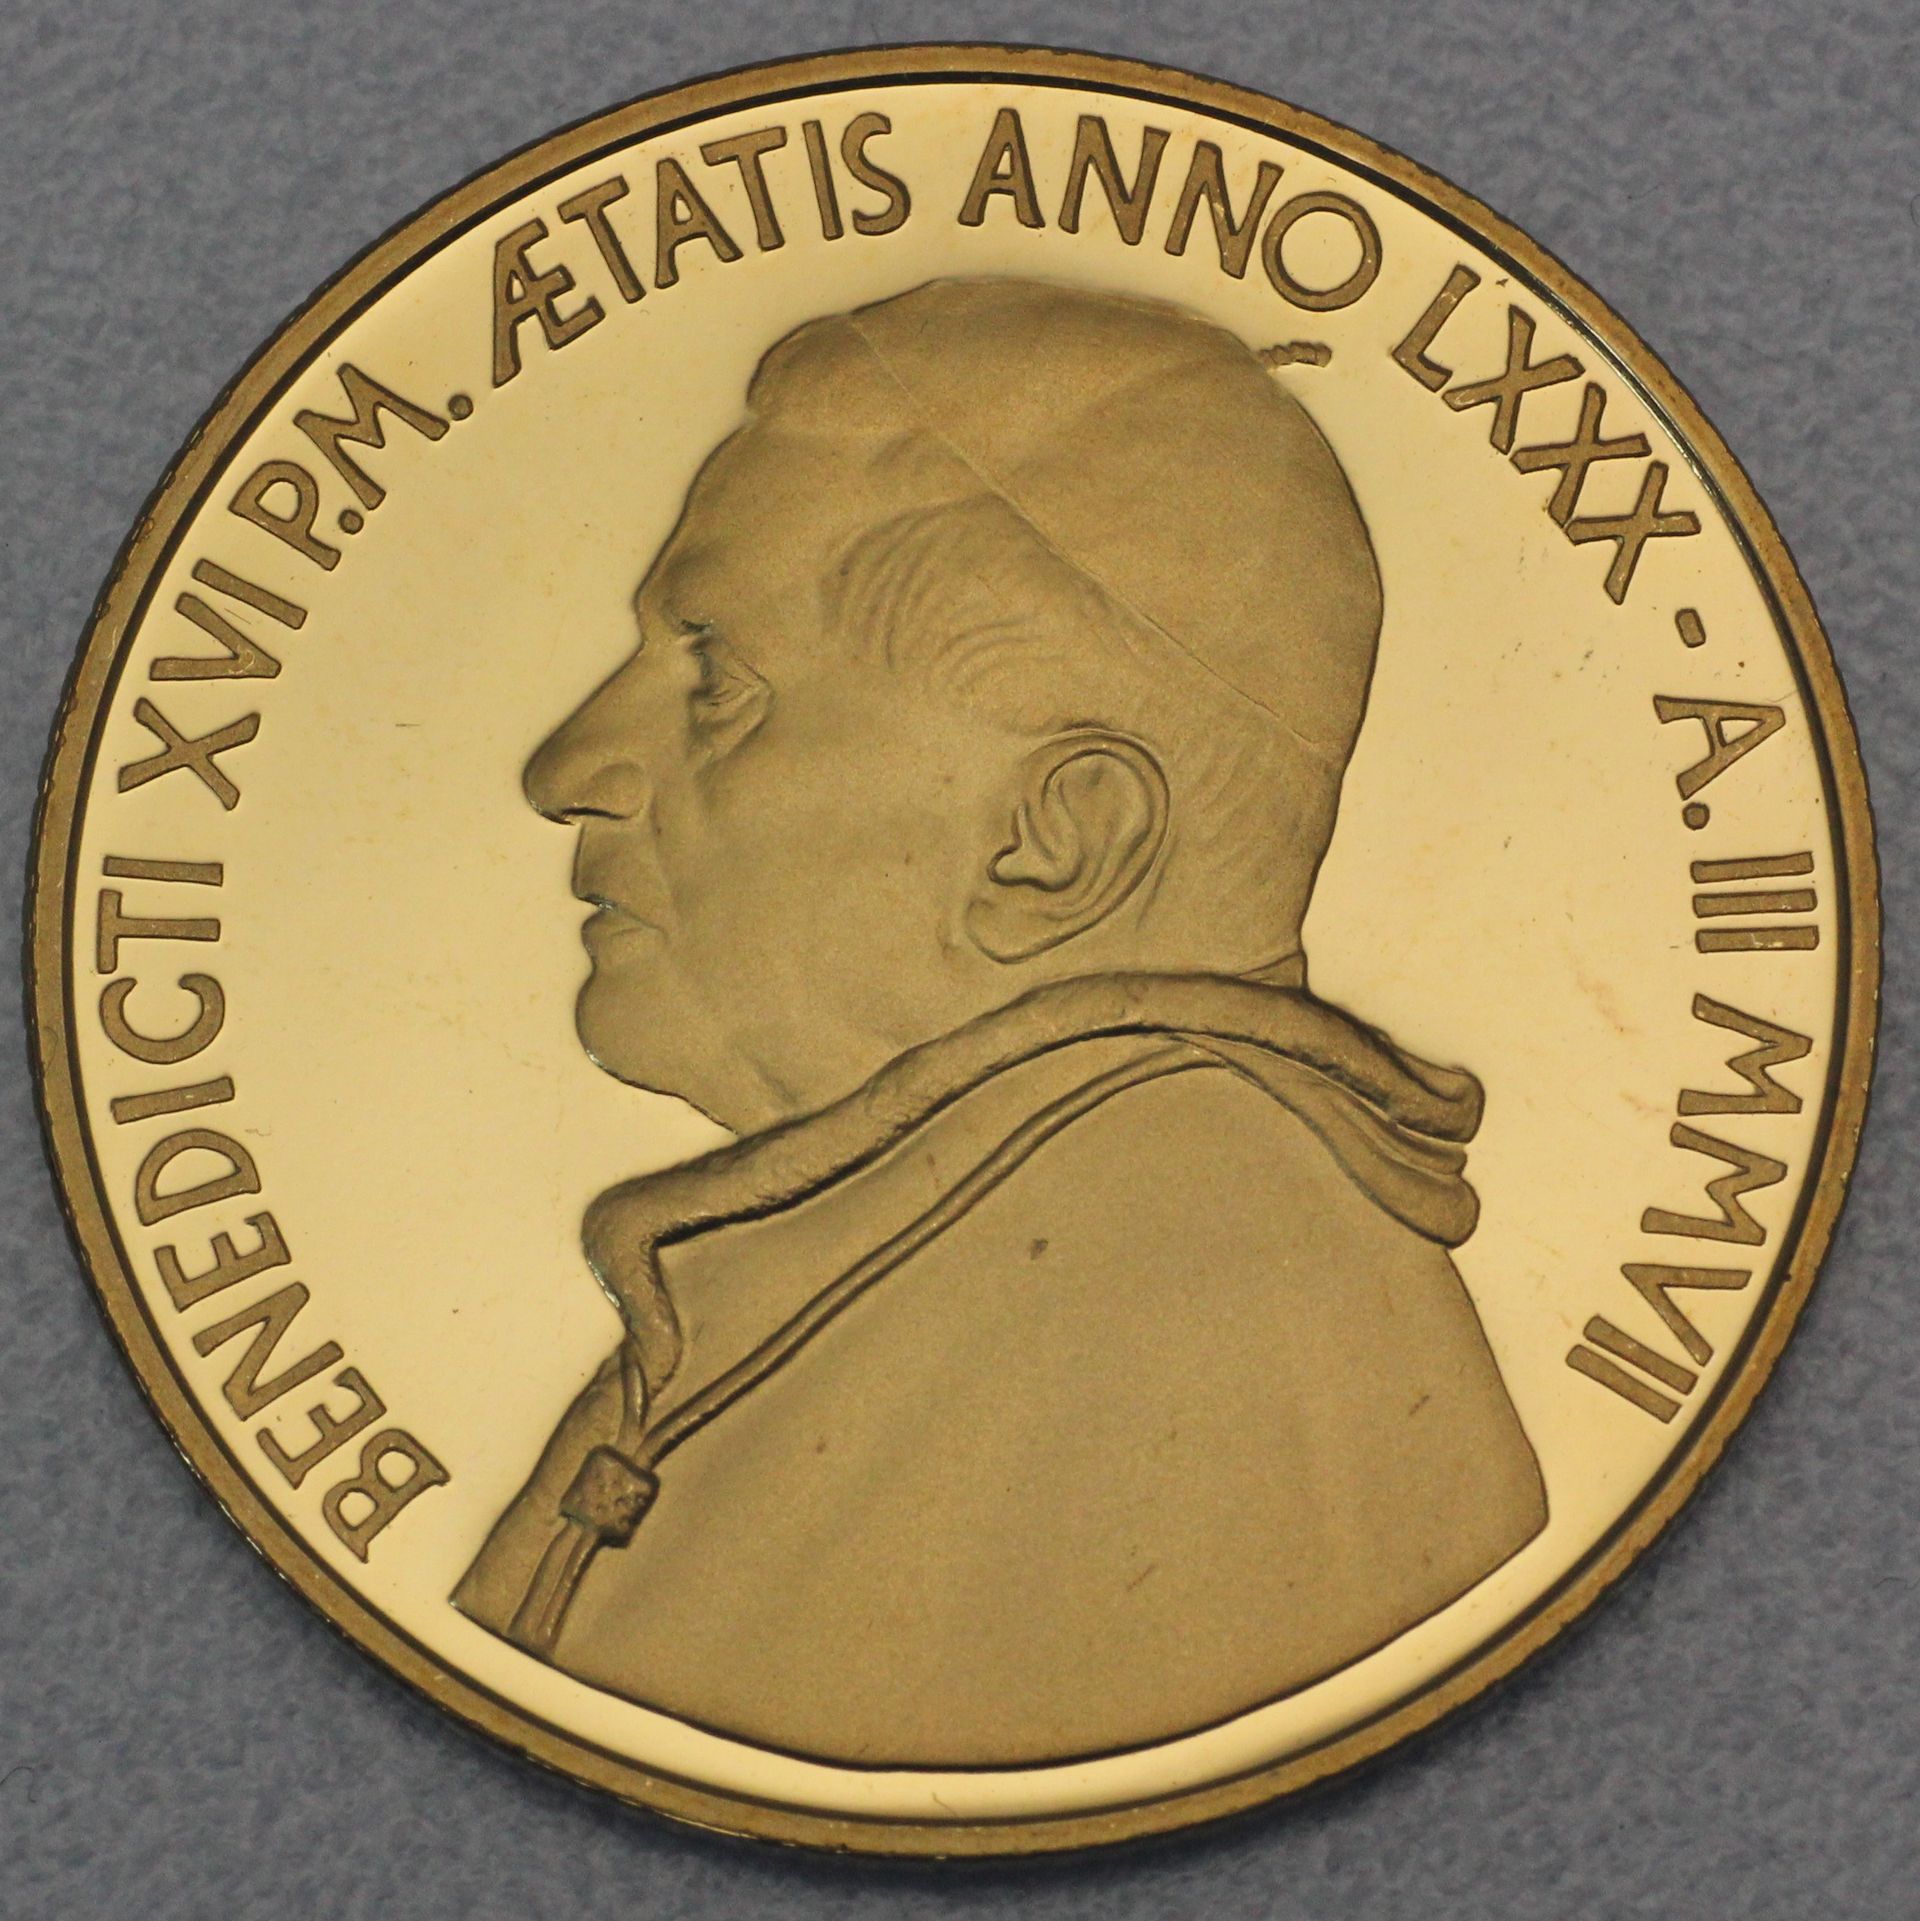 BENEDICTI XVI P.M. ÆTATIS ANNO LXXX · A. III MMVII